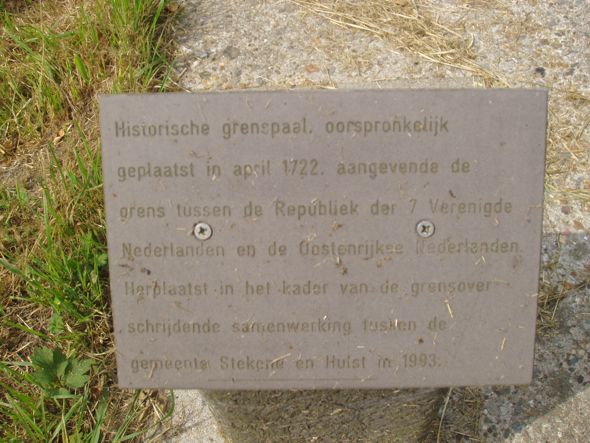 Historische grenspaal, oorspronkelijk
geplaatst in april 1722, aangevende de
grens tussen de Republiek der 7 Verenigde
Nederlanden en de Oostenrijkse Nederlanden.
Herplaatst in het kader van de grensover-
schrijdende samenwerking tussen de
gemeente Stekene en Hulst in 1993.